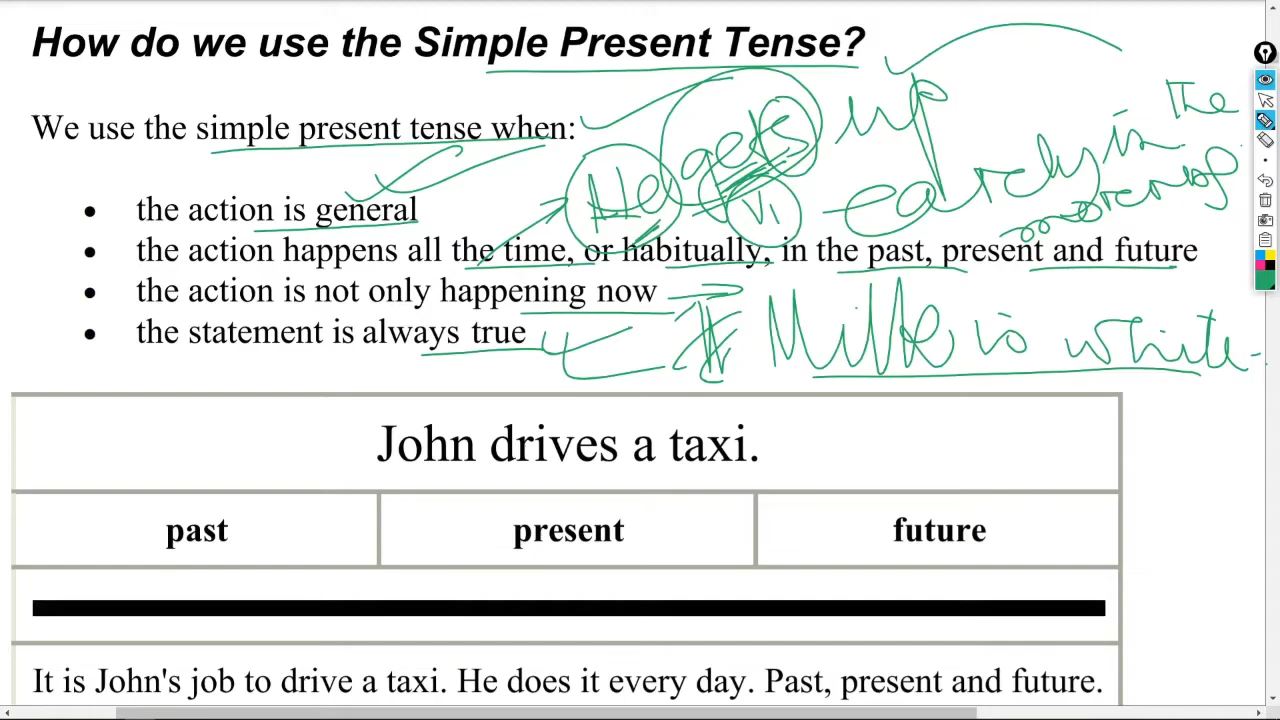 How do we use the Simple Present Tense?
We use the simple present tense when:
He gets up early in the morning
V1
• the action is general
• the action happens all the time, or habitually, in the past, present and future
• the action is not only happening now
• the statement is always true
Milk is white.
John drives a taxi.
past present future
It is John's job to drive a taxi. He does it every day. Past, present and future.